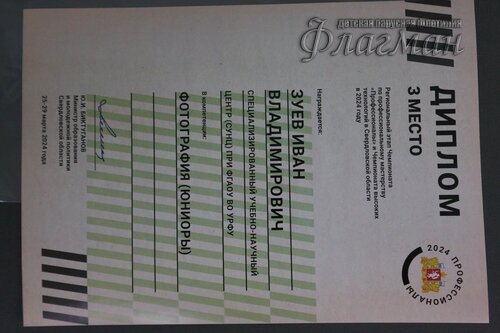 ДИПЛОМ
3 МЕСТО
Региональный этап Чемпионата
по профессиональному мастерству
«Профессионалы» и Чемпионата высоких
технологий в Свердловской области
в 2024 году
Награждается:
ЗУЕВ ИВАН
ВЛАДИМИРОВИЧ
СПЕЦИАЛИЗИРОВАННЫЙ УЧЕБНО-НАУЧНЫЙ
ЦЕНТР (СУНЦ) ПРИ ФГАОУ ВО УРФУ
В компетенции:
ФОТОГРАФИЯ (ЮНИОРЫ)
Ю.И. БИКТУГАНОВ
Министр образования
и молодежной политики
Свердловской области
25-29 марта 2024 года
2024 ПРОФЕССИОНАЛЫ
детская парусная флотилия
Флагман